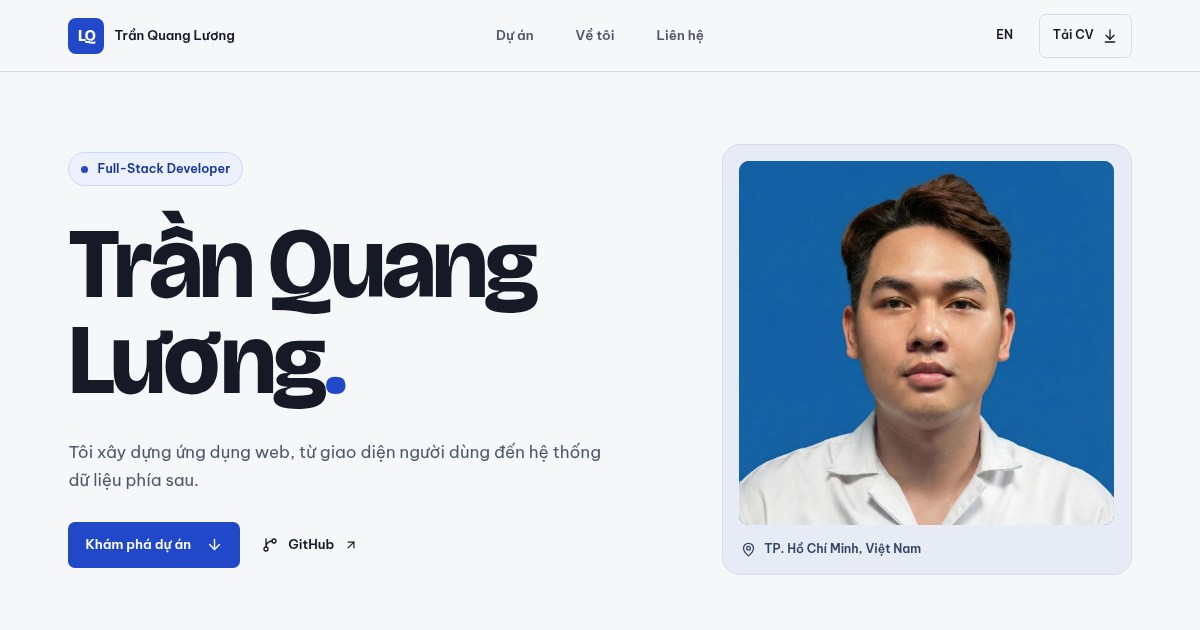 LQ Trần Quang Lương
Dự án
Về tôi
Liên hệ
EN
Tải CV
Full-Stack Developer
Trần Quang
Lương.
Tôi xây dựng ứng dụng web, từ giao diện người dùng đến hệ thống
dữ liệu phía sau.
Khám phá dự án
GitHub
TP. Hồ Chí Minh, Việt Nam